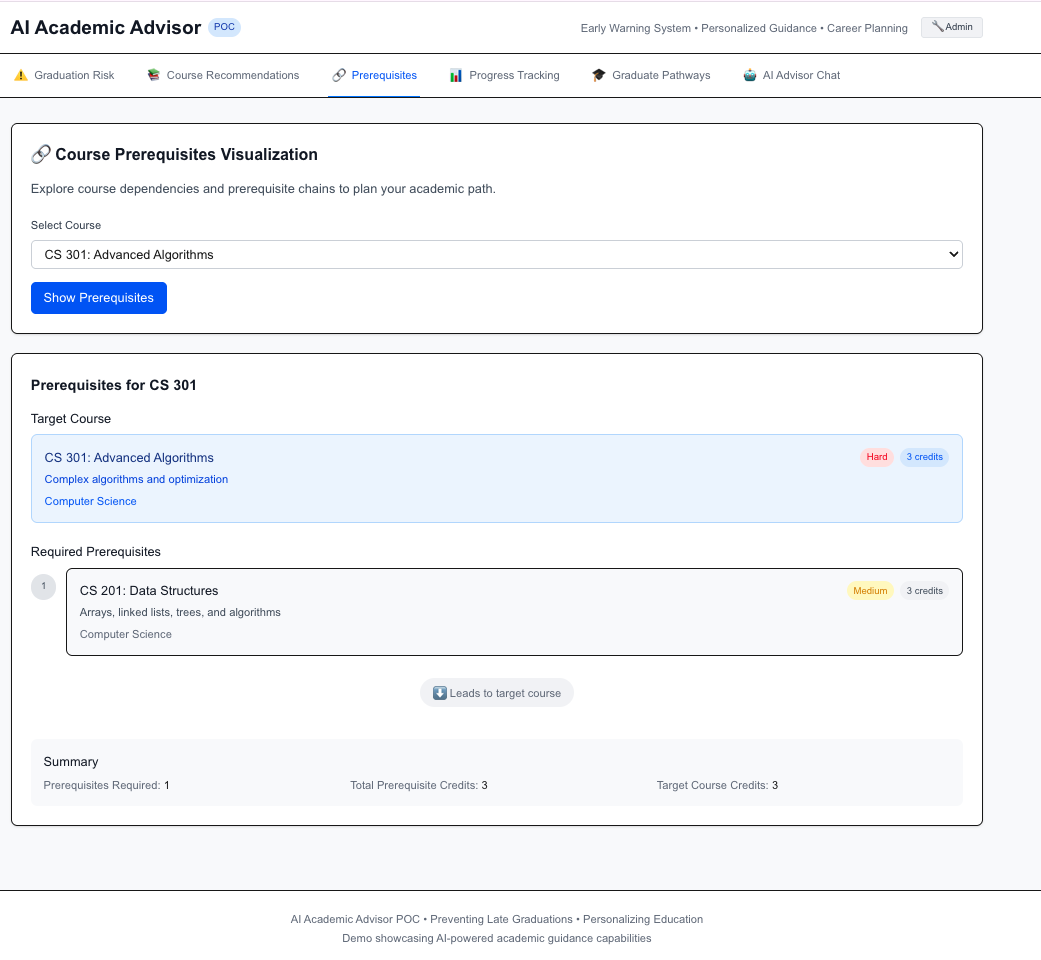 AI Academic Advisor POC
Early Warning System • Personalized Guidance • Career Planning
Admin
Graduation Risk
Course Recommendations
Prerequisites
Progress Tracking
Graduate Pathways
AI Advisor Chat
Course Prerequisites Visualization
Explore course dependencies and prerequisite chains to plan your academic path.
Select Course
CS 301: Advanced Algorithms
Show Prerequisites
Prerequisites for CS 301
Target Course
CS 301: Advanced Algorithms
Hard
3 credits
Complex algorithms and optimization
Computer Science
Required Prerequisites
1
CS 201: Data Structures
Medium
3 credits
Arrays, linked lists, trees, and algorithms
Computer Science
Leads to target course
Summary
Prerequisites Required: 1
Total Prerequisite Credits: 3
Target Course Credits: 3
AI Academic Advisor POC • Preventing Late Graduations • Personalizing Education
Demo showcasing AI-powered academic guidance capabilities